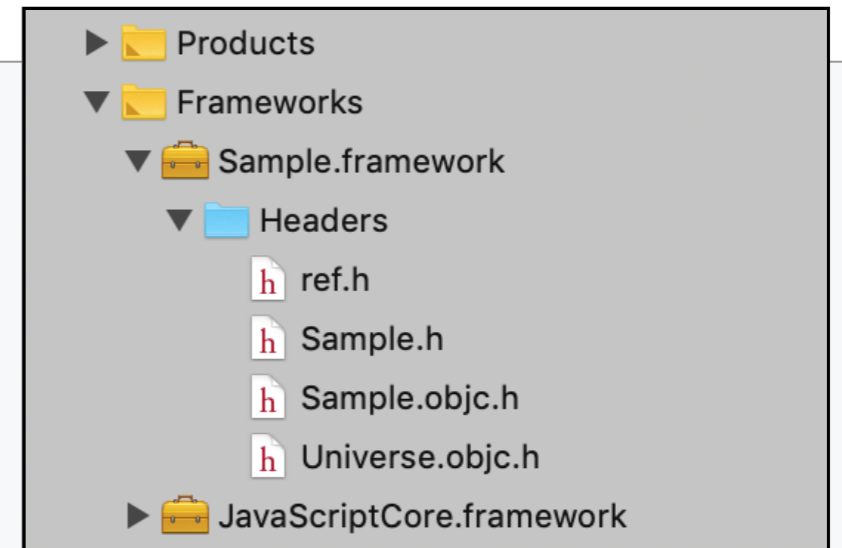 Products
Frameworks
Sample.framework
Headers
h ref.h
h Sample.h
h Sample.objc.h
h Universe.objc.h
JavaScriptCore.framework